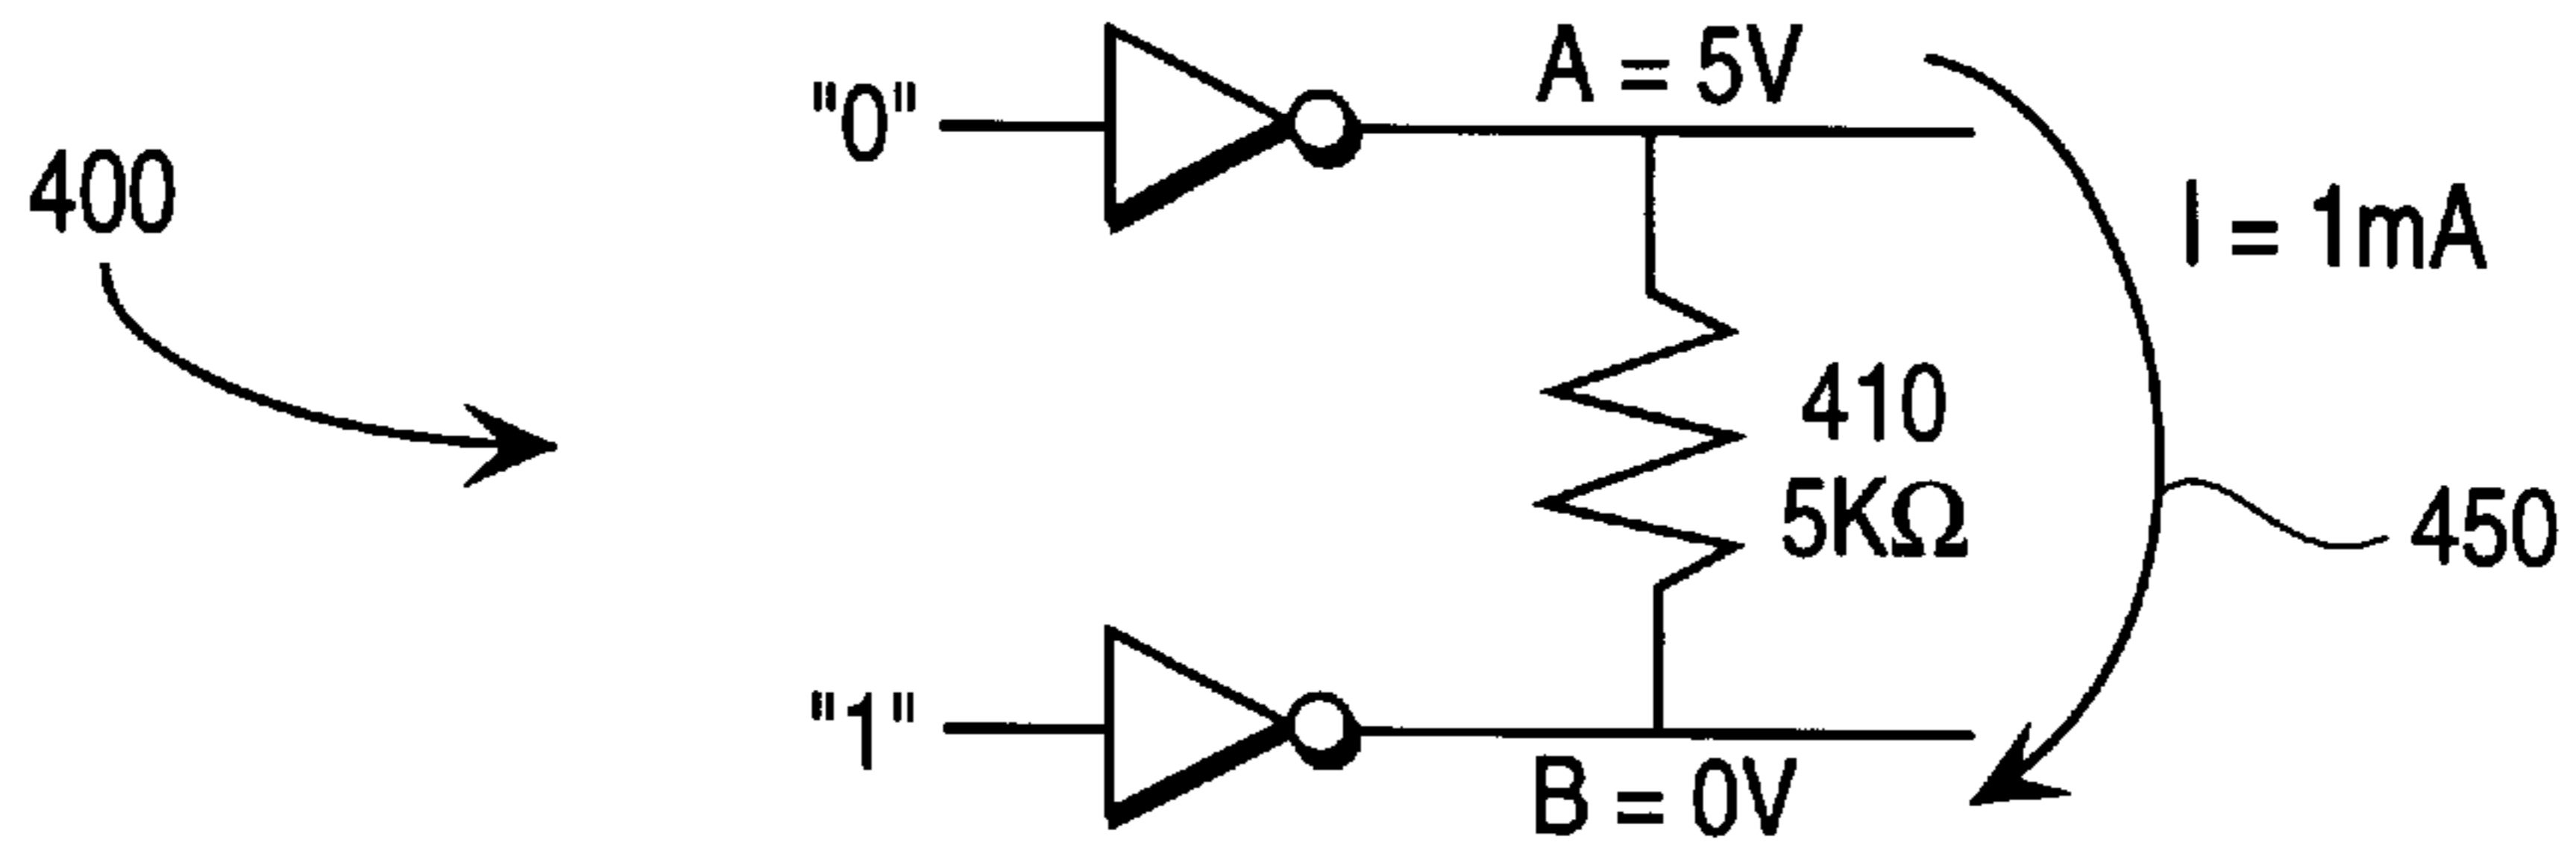 400
"0"
A = 5V
I = 1mA
410
5KΩ
450
"1"
B = 0V